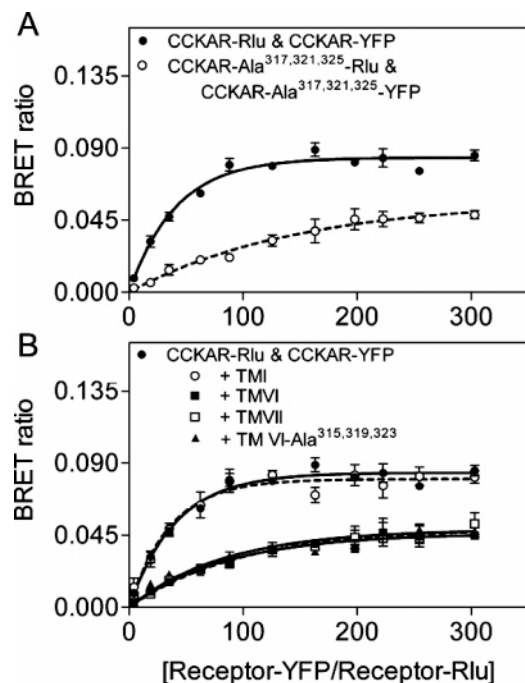 A
● CCKAR-Rlu & CCKAR-YFP
○ CCKAR-Ala³¹⁷,³²¹,³²⁵-Rlu &
CCKAR-Ala³¹⁷,³²¹,³²⁵-YFP
BRET ratio
0.135
0.090
0.045
0.000
0 100 200 300
B
● CCKAR-Rlu & CCKAR-YFP
○ + TMI
■ + TMVI
□ + TMVII
▲ + TM VI-Ala³¹⁵,³¹⁹,³²³
BRET ratio
0.135
0.090
0.045
0.000
0 100 200 300
[Receptor-YFP/Receptor-Rlu]